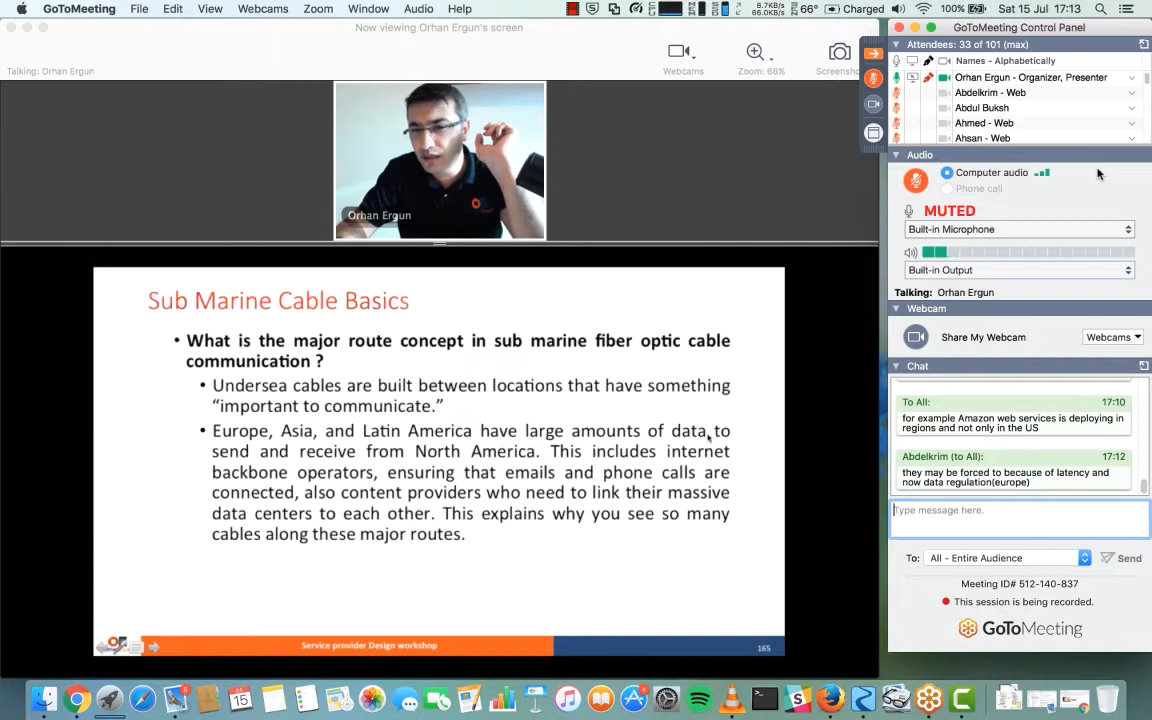 GoToMeeting File Edit View Webcams Zoom Window Audio Help
8.7KB/s
66.0KB/s
66° Charged 100% Sat 15 Jul 17:13
Now viewing Orhan Ergun's screen
Talking: Orhan Ergun
Webcams
Zoom: 68%
Screensho
Orhan Ergun
Sub Marine Cable Basics
• What is the major route concept in sub marine fiber optic cable
communication ?
• Undersea cables are built between locations that have something
“important to communicate.”
• Europe, Asia, and Latin America have large amounts of data to
send and receive from North America. This includes internet
backbone operators, ensuring that emails and phone calls are
connected, also content providers who need to link their massive
data centers to each other. This explains why you see so many
cables along these major routes.
Service provider Design workshop
165
GoToMeeting Control Panel
Attendees: 33 of 101 (max)
Names - Alphabetically
Orhan Ergun - Organizer, Presenter
Abdelkrim - Web
Abdul Buksh
Ahmed - Web
Ahsan - Web
Audio
Computer audio
Phone call
MUTED
Built-in Microphone
Built-in Output
Talking: Orhan Ergun
Webcam
Share My Webcam
Webcams
Chat
To All: 17:10
for example Amazon web services is deploying in
regions and not only in the US
Abdelkrim (to All): 17:12
they may be forced to because of latency and
now data regulation(europe)
Type message here.
To: All - Entire Audience
Send
Meeting ID# 512-140-837
This session is being recorded.
GoToMeeting
JUL
15